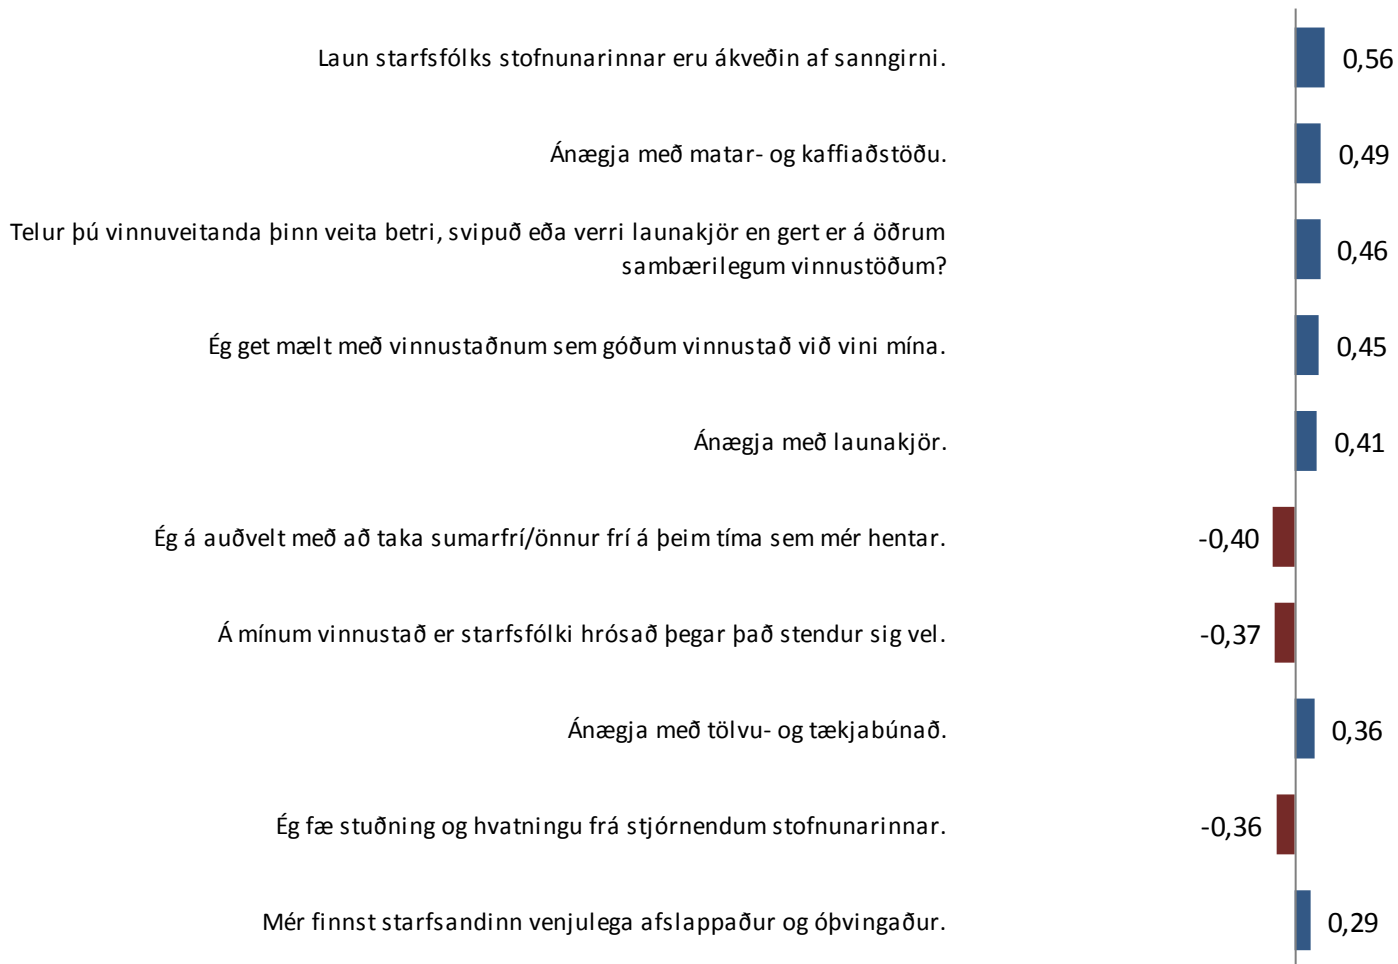 Laun starfsfólks stofnunarinnar eru ákveðin af sanngirni.
0,56
Ánægja með matar- og kaffiaðstöðu.
0,49
Telur þú vinnuveitanda þinn veita betri, svipuð eða verri launakjör en gert er á öðrum
sambærilegum vinnustöðum?
0,46
Ég get mælt með vinnustaðnum sem góðum vinnustað við vini mína.
0,45
Ánægja með launakjör.
0,41
Ég á auðvelt með að taka sumarfrí/önnur frí á þeim tíma sem mér hentar.
-0,40
Á mínum vinnustað er starfsfólki hrósað þegar það stendur sig vel.
-0,37
Ánægja með tölvu- og tækjabúnað.
0,36
Ég fæ stuðning og hvatningu frá stjórnendum stofnunarinnar.
-0,36
Mér finnst starfsandinn venjulega afslappaður og óþvingaður.
0,29